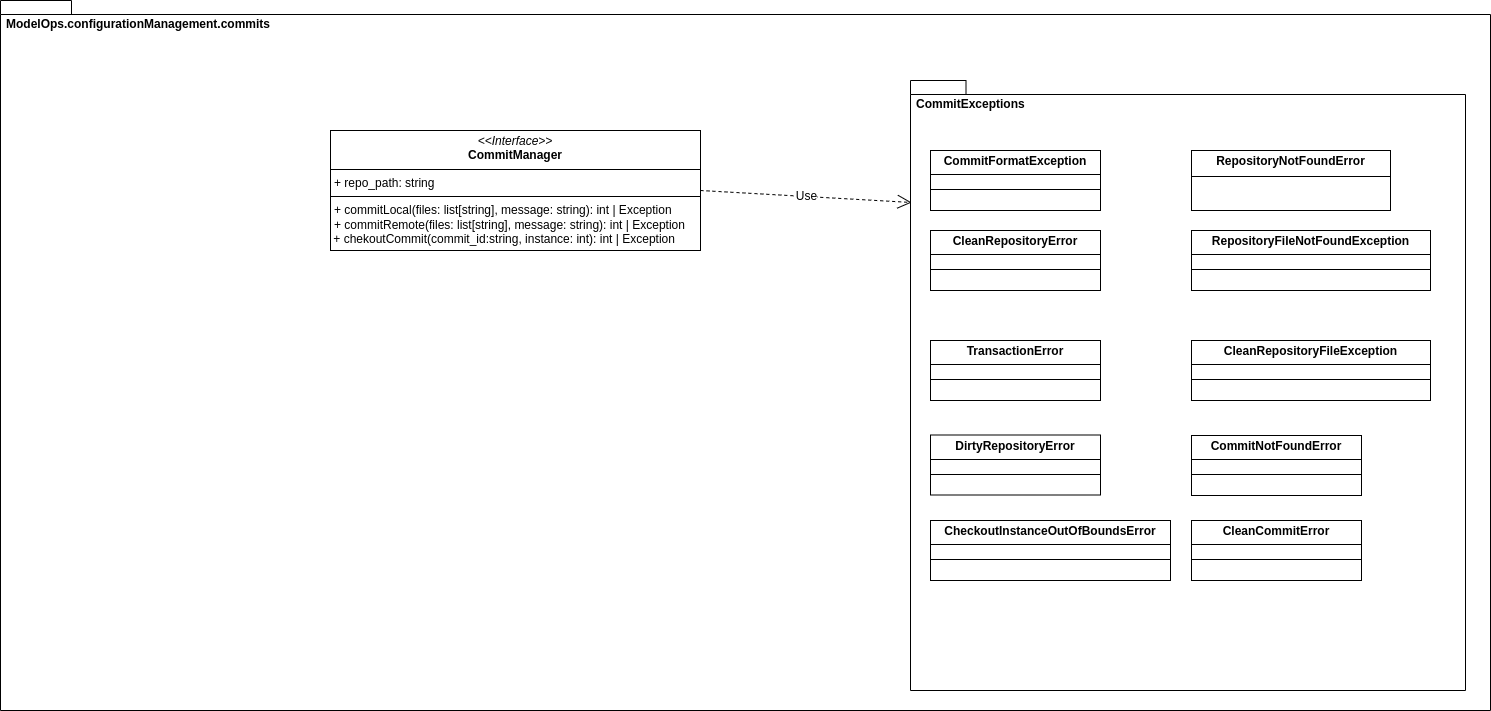 ModelOps.configurationManagement.commits
CommitExceptions
<<Interface>>
CommitManager
+ repo_path: string
+ commitLocal(files: list[string], message: string): int | Exception
+ commitRemote(files: list[string], message: string): int | Exception
+ chekoutCommit(commit_id:string, instance: int): int | Exception
Use
CommitFormatException
RepositoryNotFoundError
CleanRepositoryError
RepositoryFileNotFoundException
TransactionError
CleanRepositoryFileException
DirtyRepositoryError
CommitNotFoundError
CheckoutInstanceOutOfBoundsError
CleanCommitError